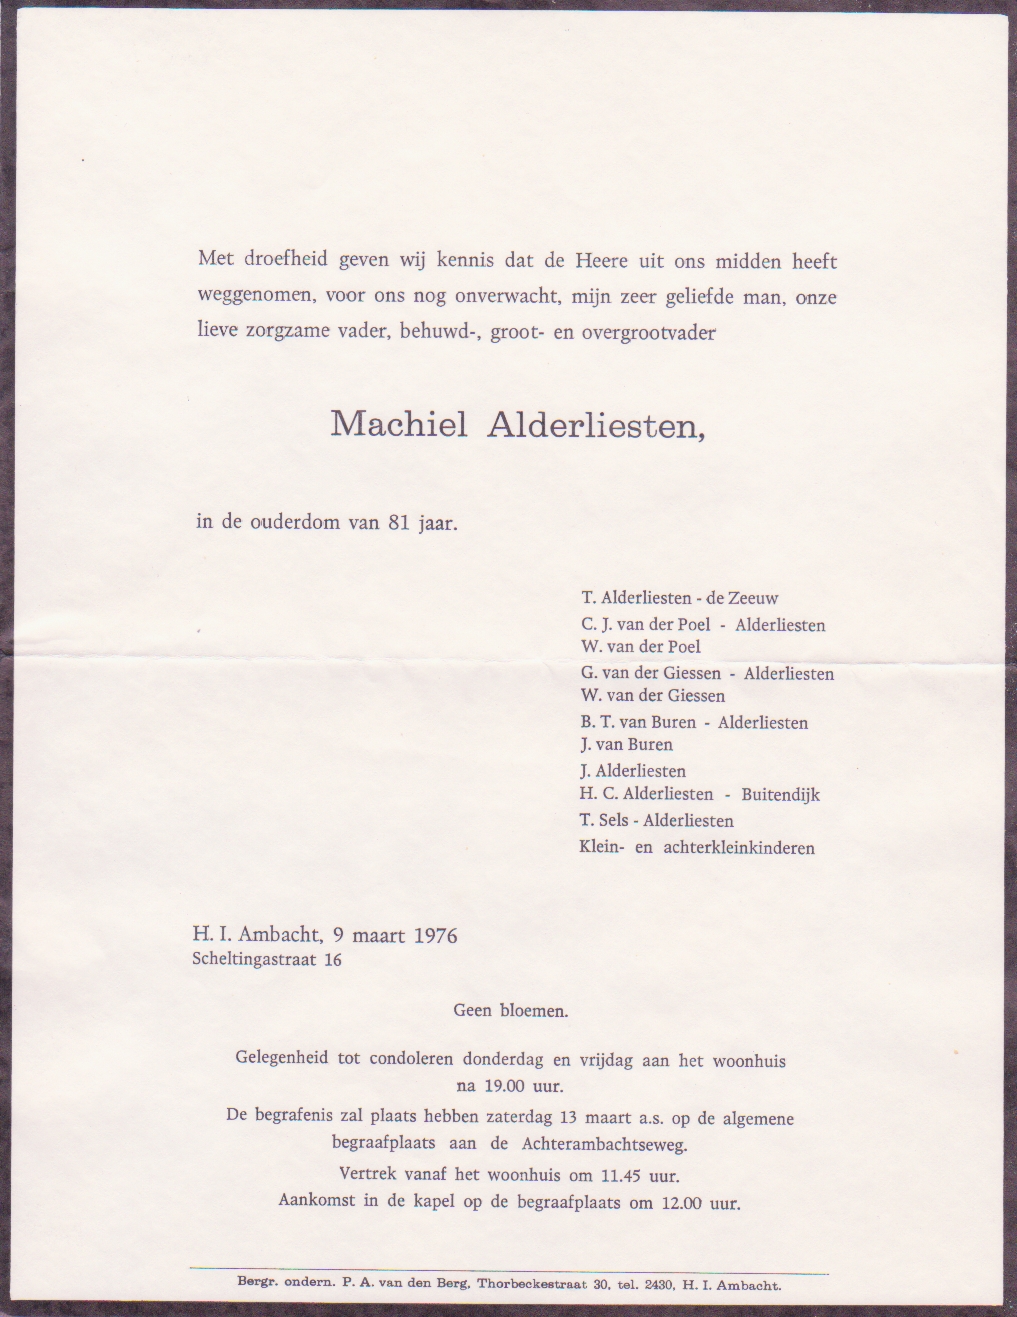 Met droefheid geven wij kennis dat de Heere uit ons midden heeft
weggenomen, voor ons nog onverwacht, mijn zeer geliefde man, onze
lieve zorgzame vader, behuwd-, groot- en overgrootvader
Machiel Alderliesten,
in de ouderdom van 81 jaar.
T. Alderliesten - de Zeeuw
C. J. van der Poel - Alderliesten
W. van der Poel
G. van der Giessen - Alderliesten
W. van der Giessen
B. T. van Buren - Alderliesten
J. van Buren
J. Alderliesten
H. C. Alderliesten - Buitendijk
T. Sels - Alderliesten
Klein- en achterkleinkinderen
H. I. Ambacht, 9 maart 1976
Scheltingastraat 16
Geen bloemen.
Gelegenheid tot condoleren donderdag en vrijdag aan het woonhuis
na 19.00 uur.
De begrafenis zal plaats hebben zaterdag 13 maart a.s. op de algemene
begraafplaats aan de Achterambachtseweg.
Vertrek vanaf het woonhuis om 11.45 uur.
Aankomst in de kapel op de begraafplaats om 12.00 uur.
Bergr. ondern. P. A. van den Berg, Thorbeckestraat 30, tel. 2430, H. I. Ambacht.